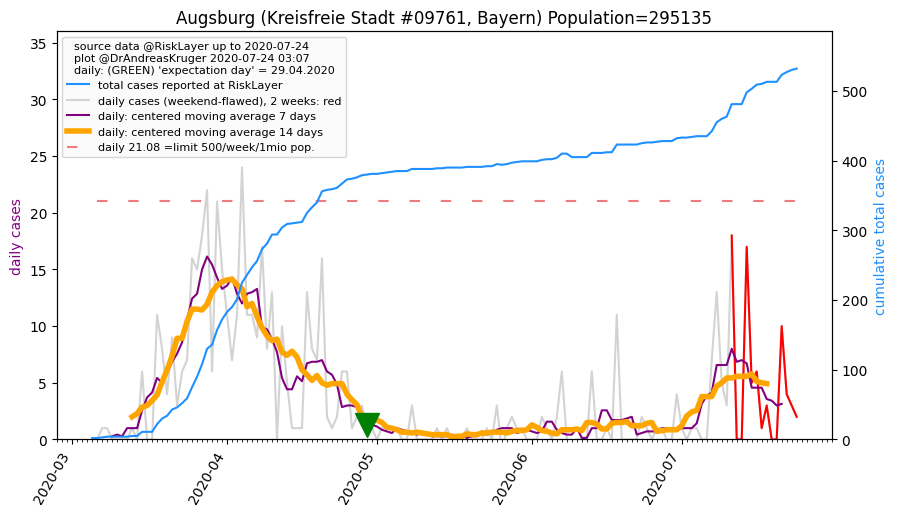 Augsburg (Kreisfreie Stadt #09761, Bayern) Population=295135
source data @RiskLayer up to 2020-07-24
plot @DrAndreasKruger 2020-07-24 03:07
daily: (GREEN) 'expectation day' = 29.04.2020
total cases reported at RiskLayer
daily cases (weekend-flawed), 2 weeks: red
daily: centered moving average 7 days
daily: centered moving average 14 days
daily 21.08 =limit 500/week/1mio pop.
daily cases
35
30
25
20
15
10
5
0
cumulative total cases
500
400
300
200
100
0
2020-03
2020-04
2020-05
2020-06
2020-07